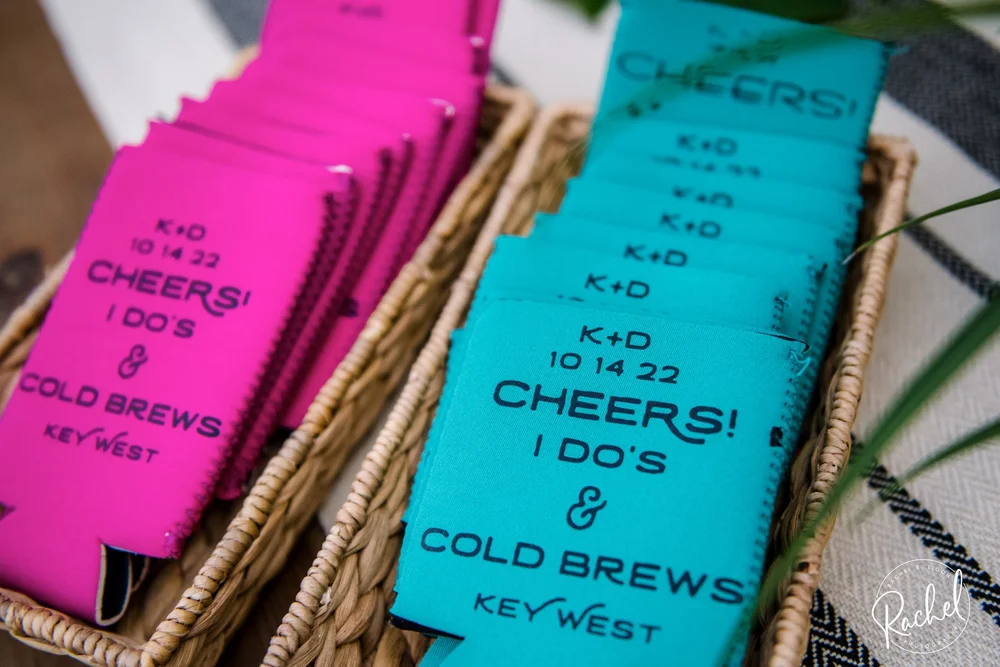 K+D
10 14 22
CHEERS!
I DO'S
&
COLD BREWS
KEY WEST
CHEERS!
K+D
K+D
K+D
K+D
K+D
K+D
10 14 22
CHEERS!
I DO'S
&
COLD BREWS
KEY WEST
Rachel